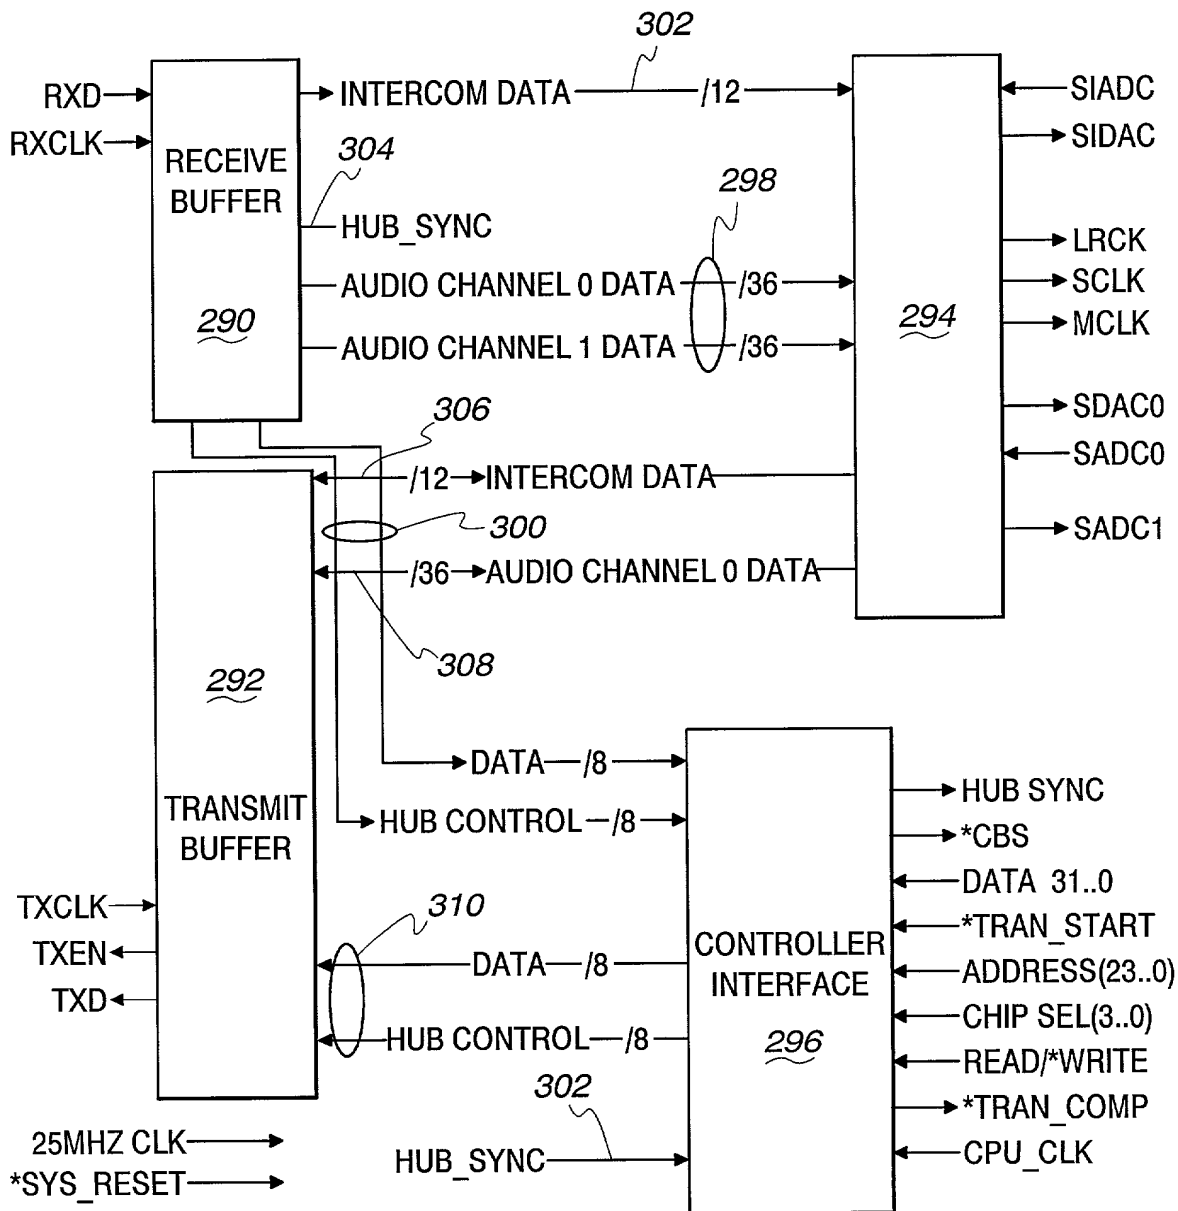 302
RXD
INTERCOM DATA
/12
SIADC
RXCLK
SIDAC
RECEIVE
BUFFER
304
298
HUB_SYNC
LRCK
AUDIO CHANNEL 0 DATA
/36
SCLK
290
294
MCLK
AUDIO CHANNEL 1 DATA
/36
306
SDAC0
SADC0
/12
INTERCOM DATA
300
SADC1
/36
AUDIO CHANNEL 0 DATA
308
292
DATA
/8
HUB SYNC
TRANSMIT
BUFFER
HUB CONTROL
/8
*CBS
DATA 31..0
TXCLK
310
*TRAN_START
TXEN
CONTROLLER
INTERFACE
DATA
/8
ADDRESS(23..0)
TXD
CHIP SEL(3..0)
HUB CONTROL
/8
296
READ/*WRITE
302
*TRAN_COMP
25MHZ CLK
HUB_SYNC
CPU_CLK
*SYS_RESET